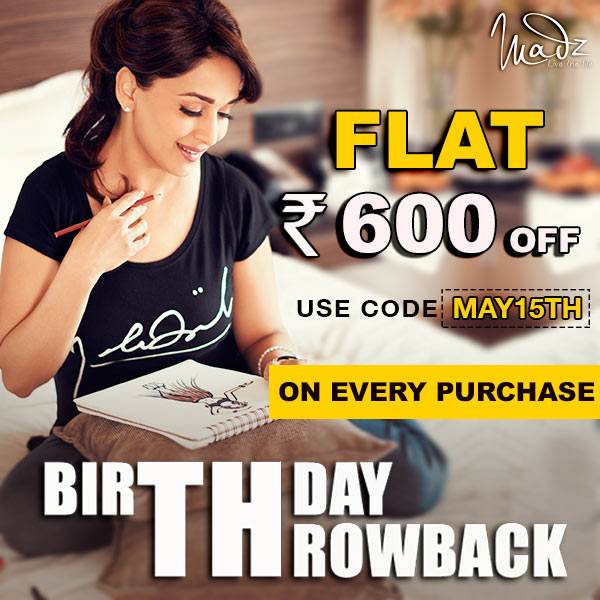 Madz
Live the life
FLAT
₹ 600 OFF
USE CODE MAY15TH
ON EVERY PURCHASE
BIRTHDAY
THROWBACK